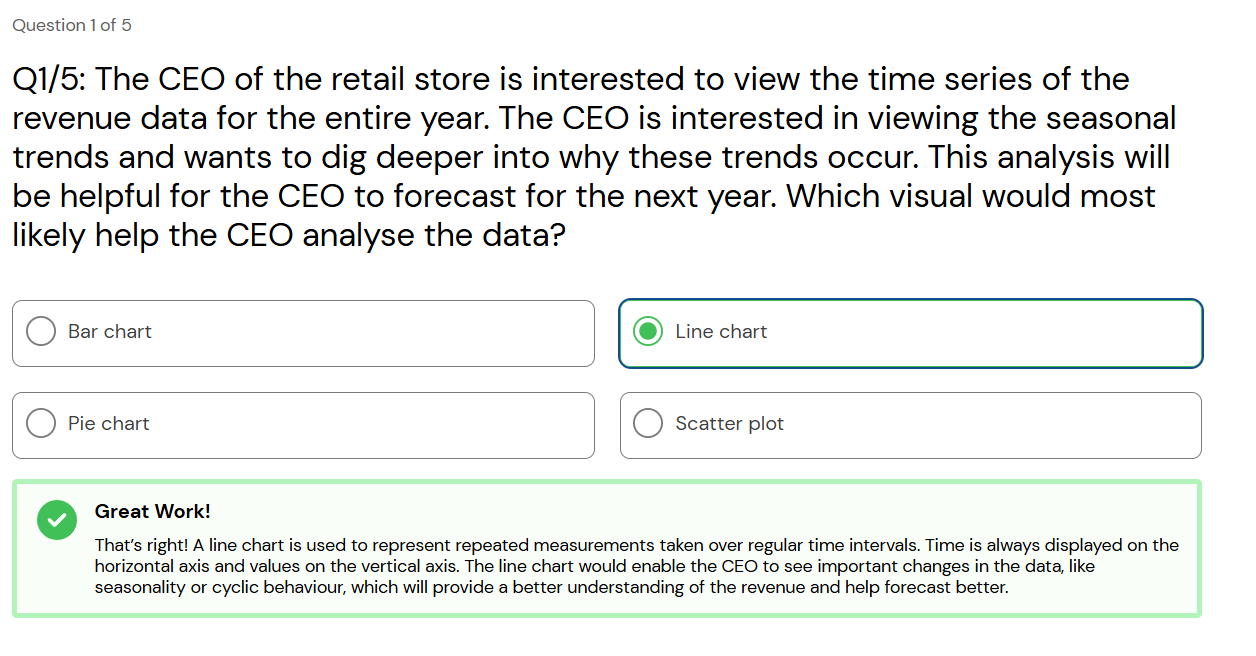 Question 1 of 5
Q1/5: The CEO of the retail store is interested to view the time series of the
revenue data for the entire year. The CEO is interested in viewing the seasonal
trends and wants to dig deeper into why these trends occur. This analysis will
be helpful for the CEO to forecast for the next year. Which visual would most
likely help the CEO analyse the data?
Bar chart
Line chart
Pie chart
Scatter plot
Great Work!
That's right! A line chart is used to represent repeated measurements taken over regular time intervals. Time is always displayed on the
horizontal axis and values on the vertical axis. The line chart would enable the CEO to see important changes in the data, like
seasonality or cyclic behaviour, which will provide a better understanding of the revenue and help forecast better.